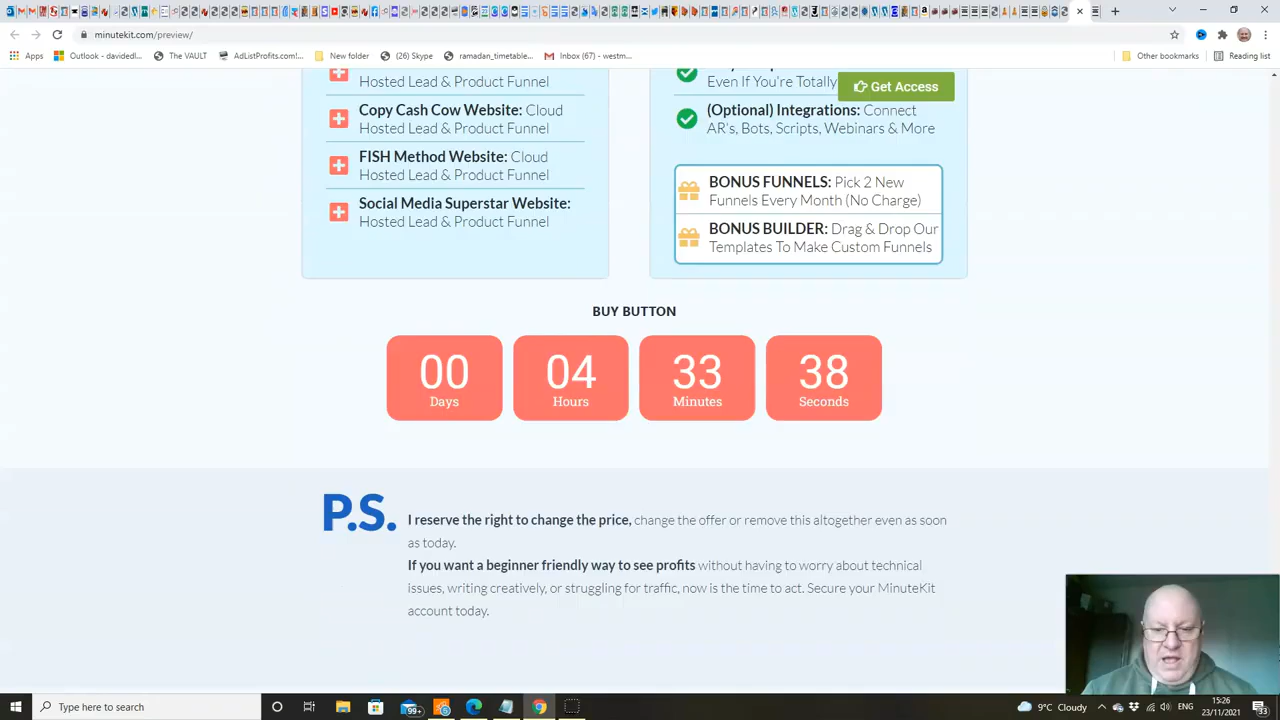 minutekit.com/preview/
Apps
Outlook - davidedl...
The VAULT
AdListProfits.com!...
New folder
(26) Skype
ramadan_timetable...
Inbox (67) - westm...
Other bookmarks
Reading list
Hosted Lead & Product Funnel
Copy Cash Cow Website: Cloud
Hosted Lead & Product Funnel
FISH Method Website: Cloud
Hosted Lead & Product Funnel
Social Media Superstar Website:
Hosted Lead & Product Funnel
Even If You're Totally
Get Access
(Optional) Integrations: Connect
AR's, Bots, Scripts, Webinars & More
BONUS FUNNELS: Pick 2 New
Funnels Every Month (No Charge)
BONUS BUILDER: Drag & Drop Our
Templates To Make Custom Funnels
BUY BUTTON
00 04 33 38
Days Hours Minutes Seconds
P.S.
I reserve the right to change the price, change the offer or remove this altogether even as soon
as today.
If you want a beginner friendly way to see profits without having to worry about technical
issues, writing creatively, or struggling for traffic, now is the time to act. Secure your MinuteKit
account today.
Type here to search
99+
9°C Cloudy
ENG
15:26
23/11/2021
33